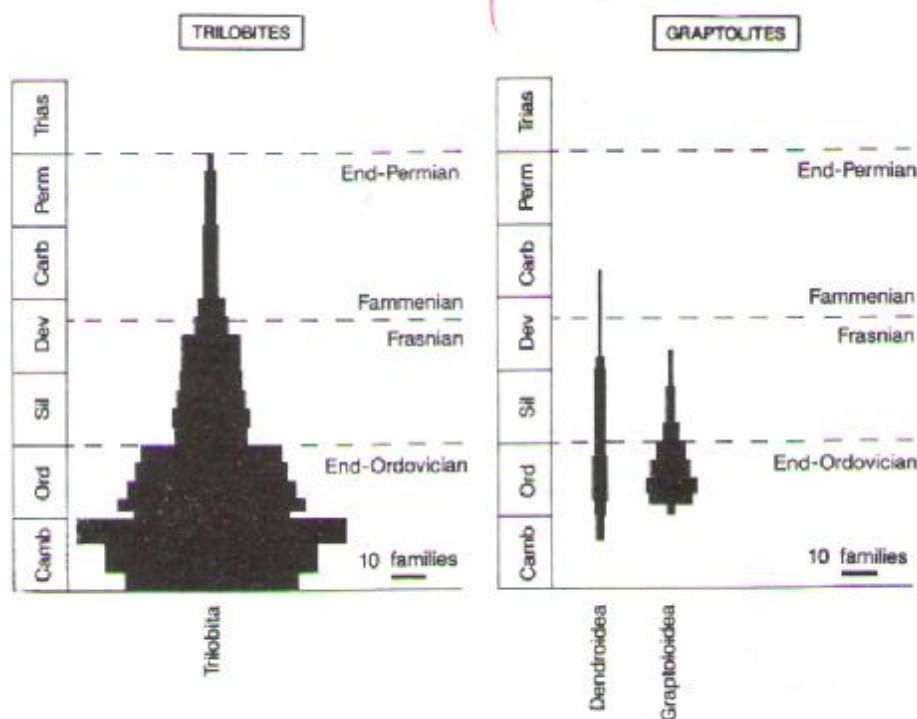 TRILOBITES
Trias
Perm
Carb
Dev
Sil
Ord
Camb
End-Permian
Fammenian
Frasnian
End-Ordovician
10 families
Trilobita
GRAPTOLITES
Trias
Perm
Carb
Dev
Sil
Ord
Camb
End-Permian
Fammenian
Frasnian
End-Ordovician
10 families
Dendroidea
Graptoloidea